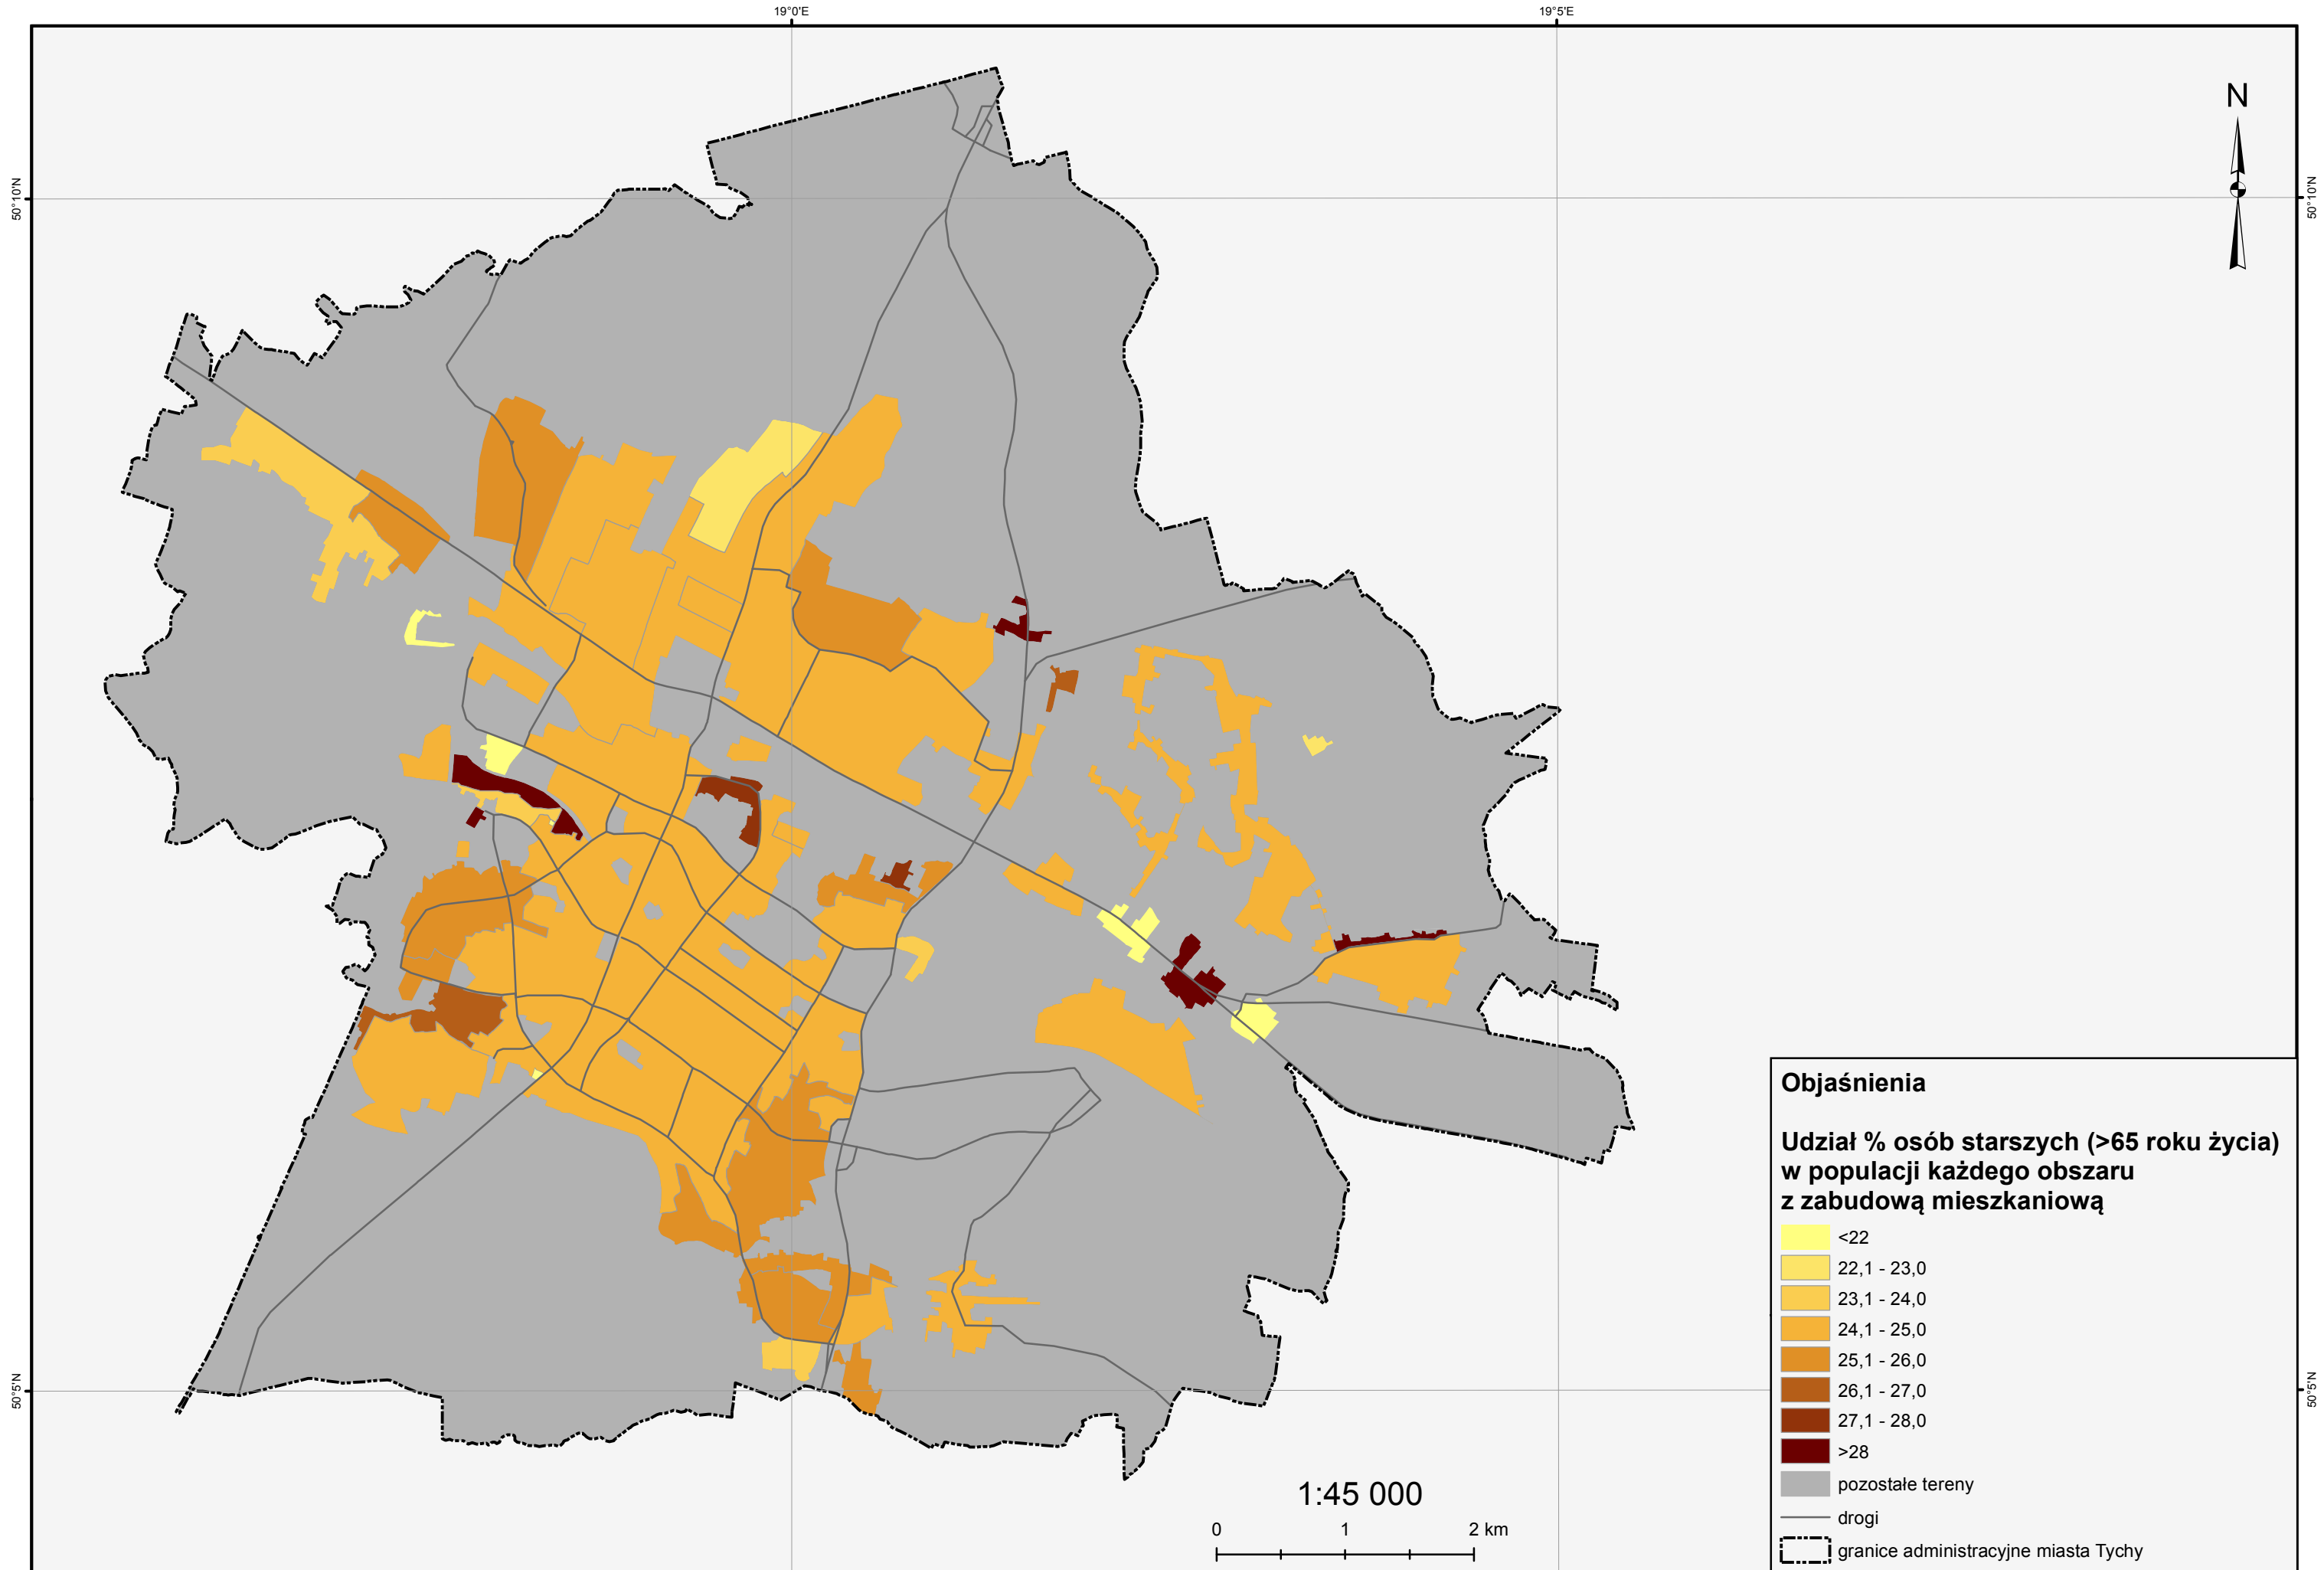 19°0'E
19°5'E
N
50°10'N
50°10'N
50°5'N
50°5'N
1:45 000
0 1 2 km
Objaśnienia
Udział % osób starszych (>65 roku życia)
w populacji każdego obszaru
z zabudową mieszkaniową
<22
22,1 - 23,0
23,1 - 24,0
24,1 - 25,0
25,1 - 26,0
26,1 - 27,0
27,1 - 28,0
>28
pozostałe tereny
drogi
granice administracyjne miasta Tychy